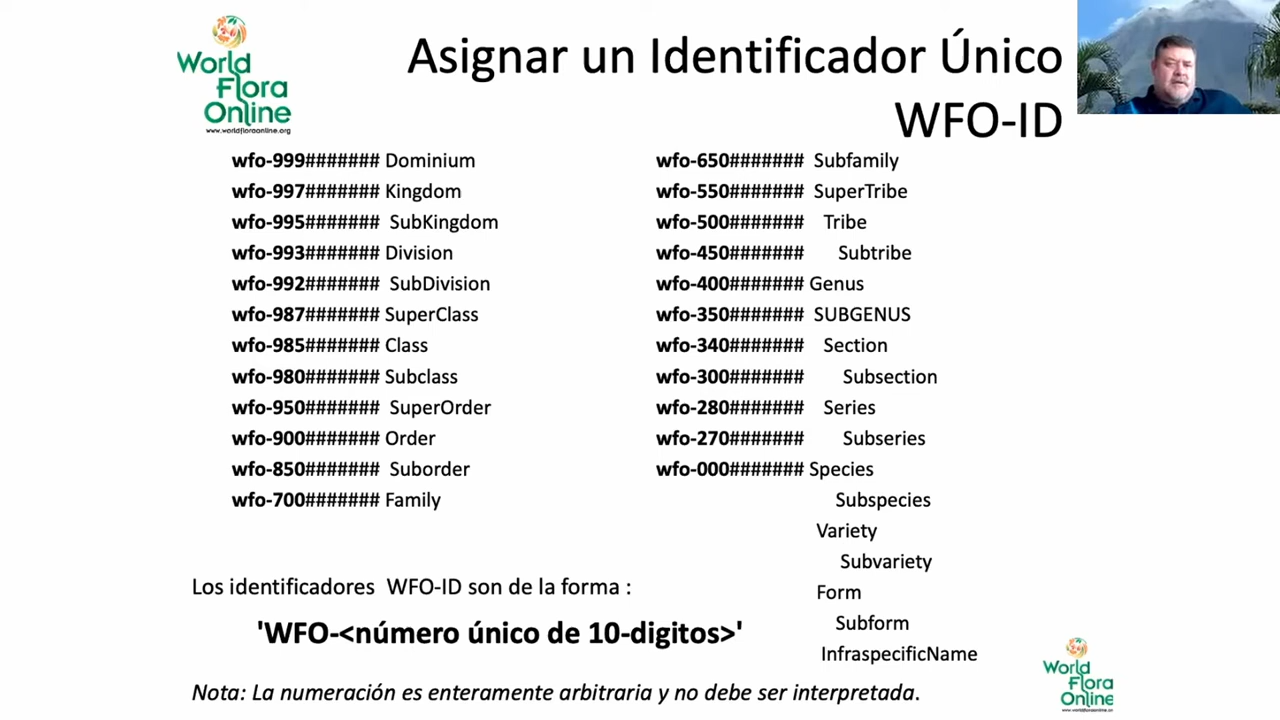 World
Flora
Online
www.worldfloraonline.org
Asignar un Identificador Único
WFO-ID
wfo-999####### Dominium
wfo-997####### Kingdom
wfo-995####### SubKingdom
wfo-993####### Division
wfo-992####### SubDivision
wfo-987####### SuperClass
wfo-985####### Class
wfo-980####### Subclass
wfo-950####### SuperOrder
wfo-900####### Order
wfo-850####### Suborder
wfo-700####### Family
wfo-650####### Subfamily
wfo-550####### SuperTribe
wfo-500####### Tribe
wfo-450####### Subtribe
wfo-400####### Genus
wfo-350####### SUBGENUS
wfo-340####### Section
wfo-300####### Subsection
wfo-280####### Series
wfo-270####### Subseries
wfo-000####### Species
Subspecies
Variety
Subvariety
Form
Subform
InfraspecificName
Los identificadores WFO-ID son de la forma :
'WFO-<número único de 10-digitos>'
Nota: La numeración es enteramente arbitraria y no debe ser interpretada.
World
Flora
Online